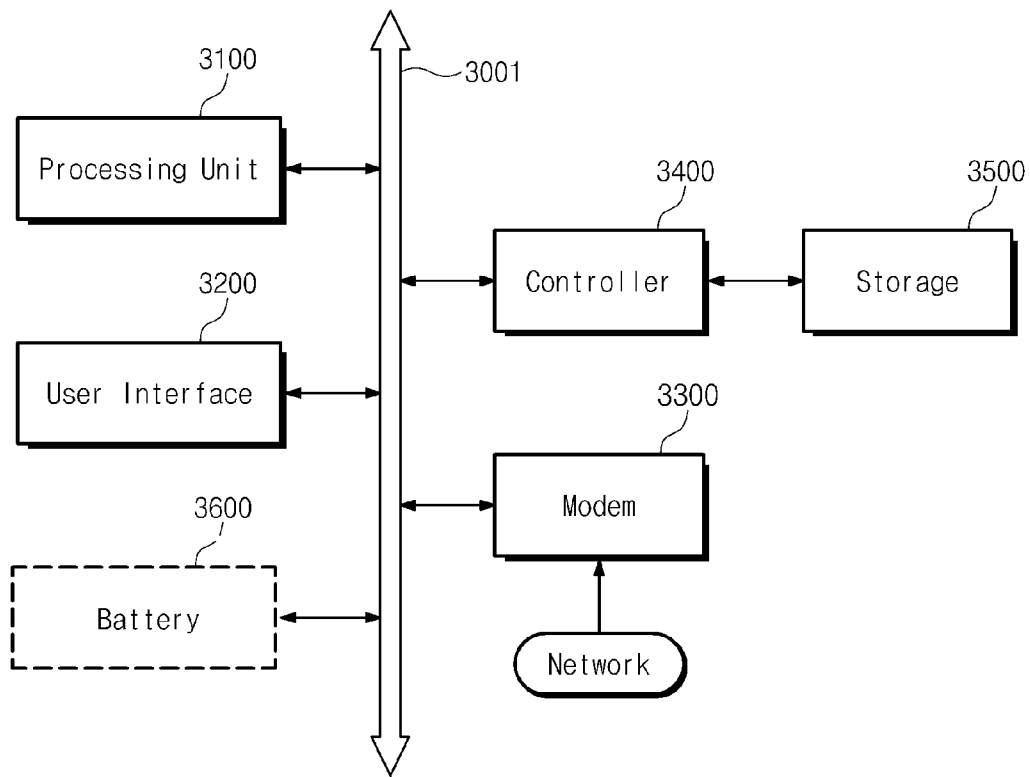 3100
3001
Processing Unit
3400
3500
Controller
Storage
3200
User Interface
3300
Modem
3600
Battery
Network